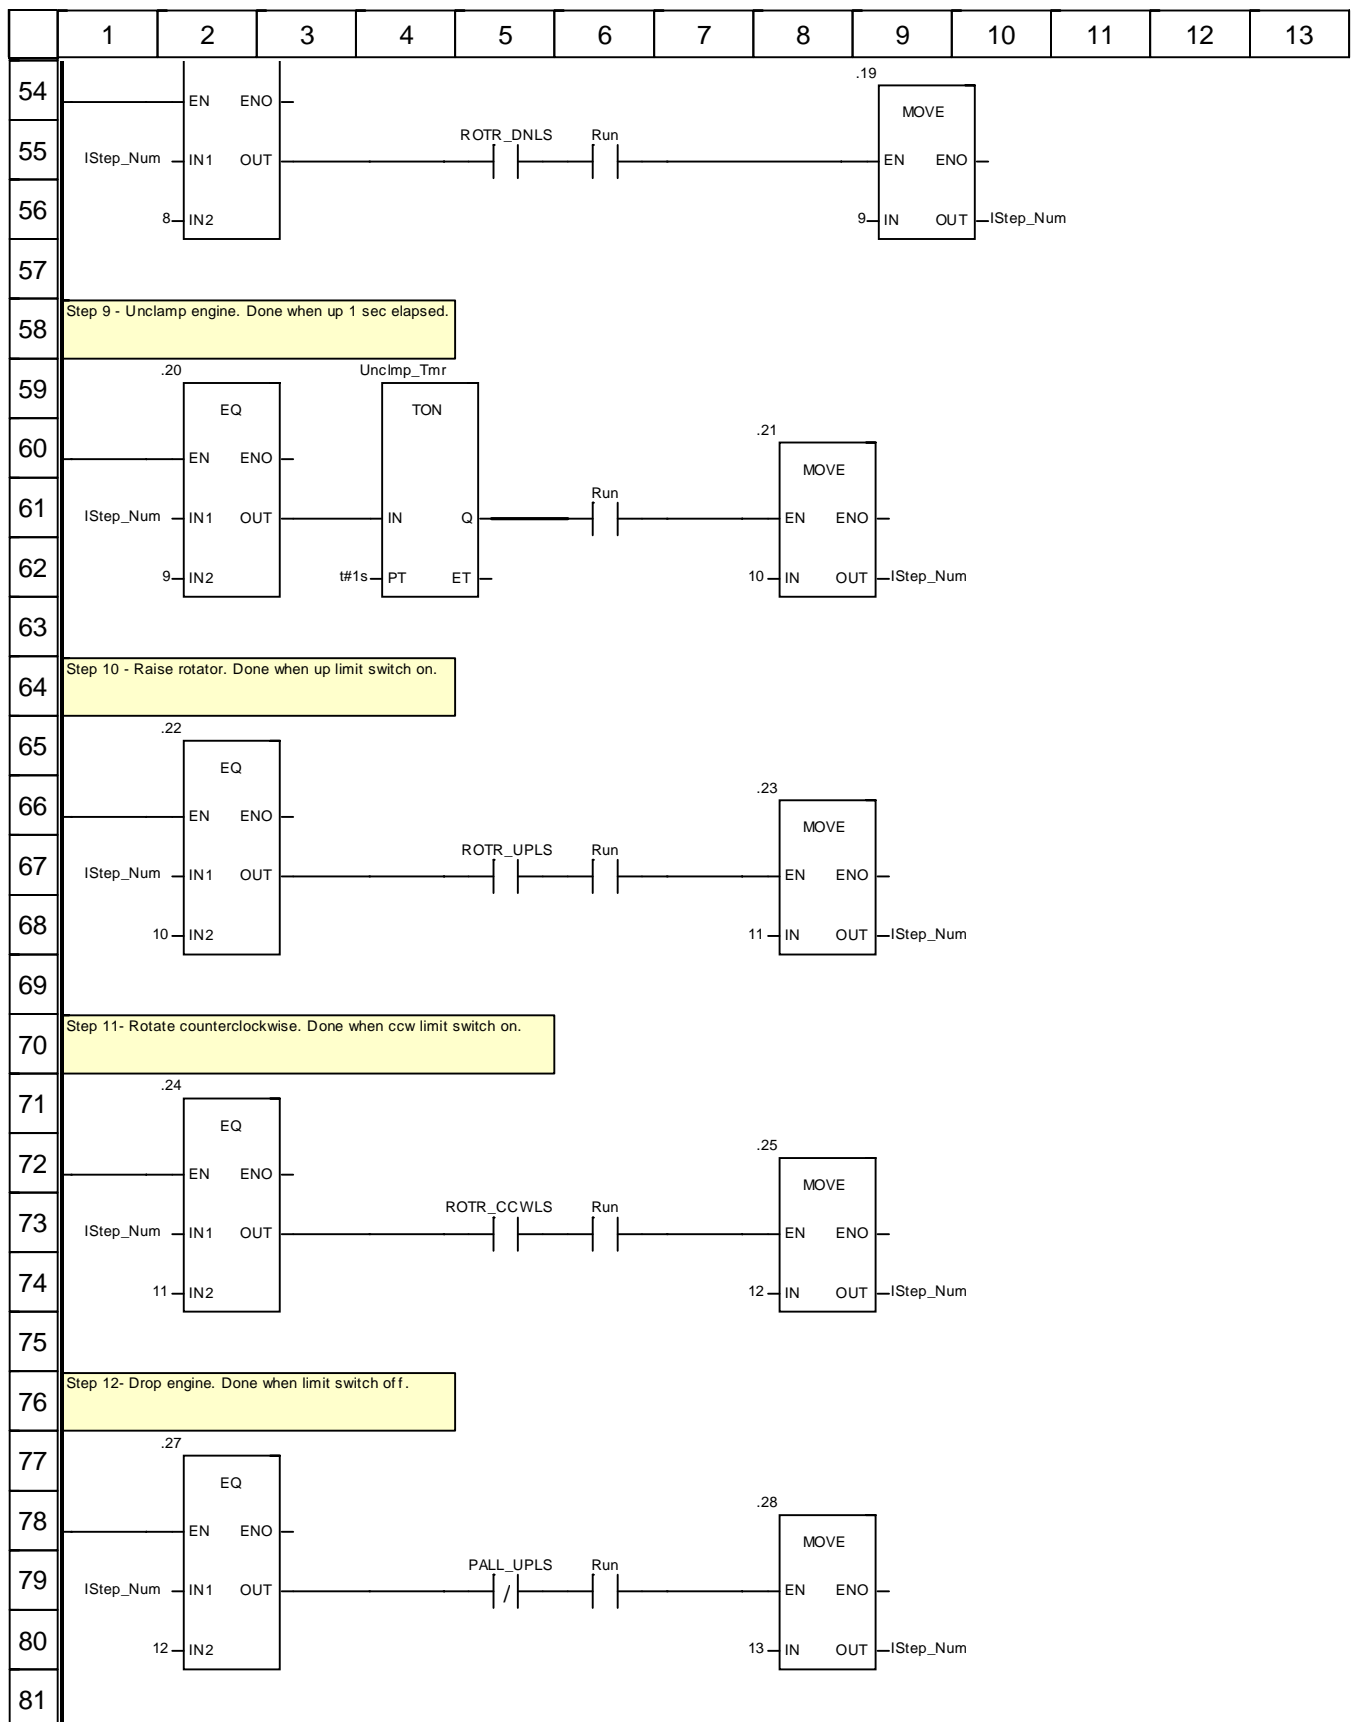 1 2 3 4 5 6 7 8 9 10 11 12 13
54
EN ENO
.19
MOVE
55
IStep_Num IN1 OUT
ROTR_DNLS Run
EN ENO
56
8 IN2
9 IN OUT IStep_Num
57
58
Step 9 - Unclamp engine. Done when up 1 sec elapsed.
59
.20
EQ
Unclmp_Tmr
TON
60
EN ENO
.21
MOVE
61
IStep_Num IN1 OUT
IN Q
Run
EN ENO
62
9 IN2
t#1s PT ET
10 IN OUT IStep_Num
63
64
Step 10 - Raise rotator. Done when up limit switch on.
65
.22
EQ
66
EN ENO
.23
MOVE
67
IStep_Num IN1 OUT
ROTR_UPLS Run
EN ENO
68
10 IN2
11 IN OUT IStep_Num
69
70
Step 11- Rotate counterclockwise. Done when ccw limit switch on.
71
.24
EQ
72
EN ENO
.25
MOVE
73
IStep_Num IN1 OUT
ROTR_CCWLS Run
EN ENO
74
11 IN2
12 IN OUT IStep_Num
75
76
Step 12- Drop engine. Done when limit switch off.
77
.27
EQ
78
EN ENO
.28
MOVE
79
IStep_Num IN1 OUT
PALL_UPLS Run
/
EN ENO
80
12 IN2
13 IN OUT IStep_Num
81